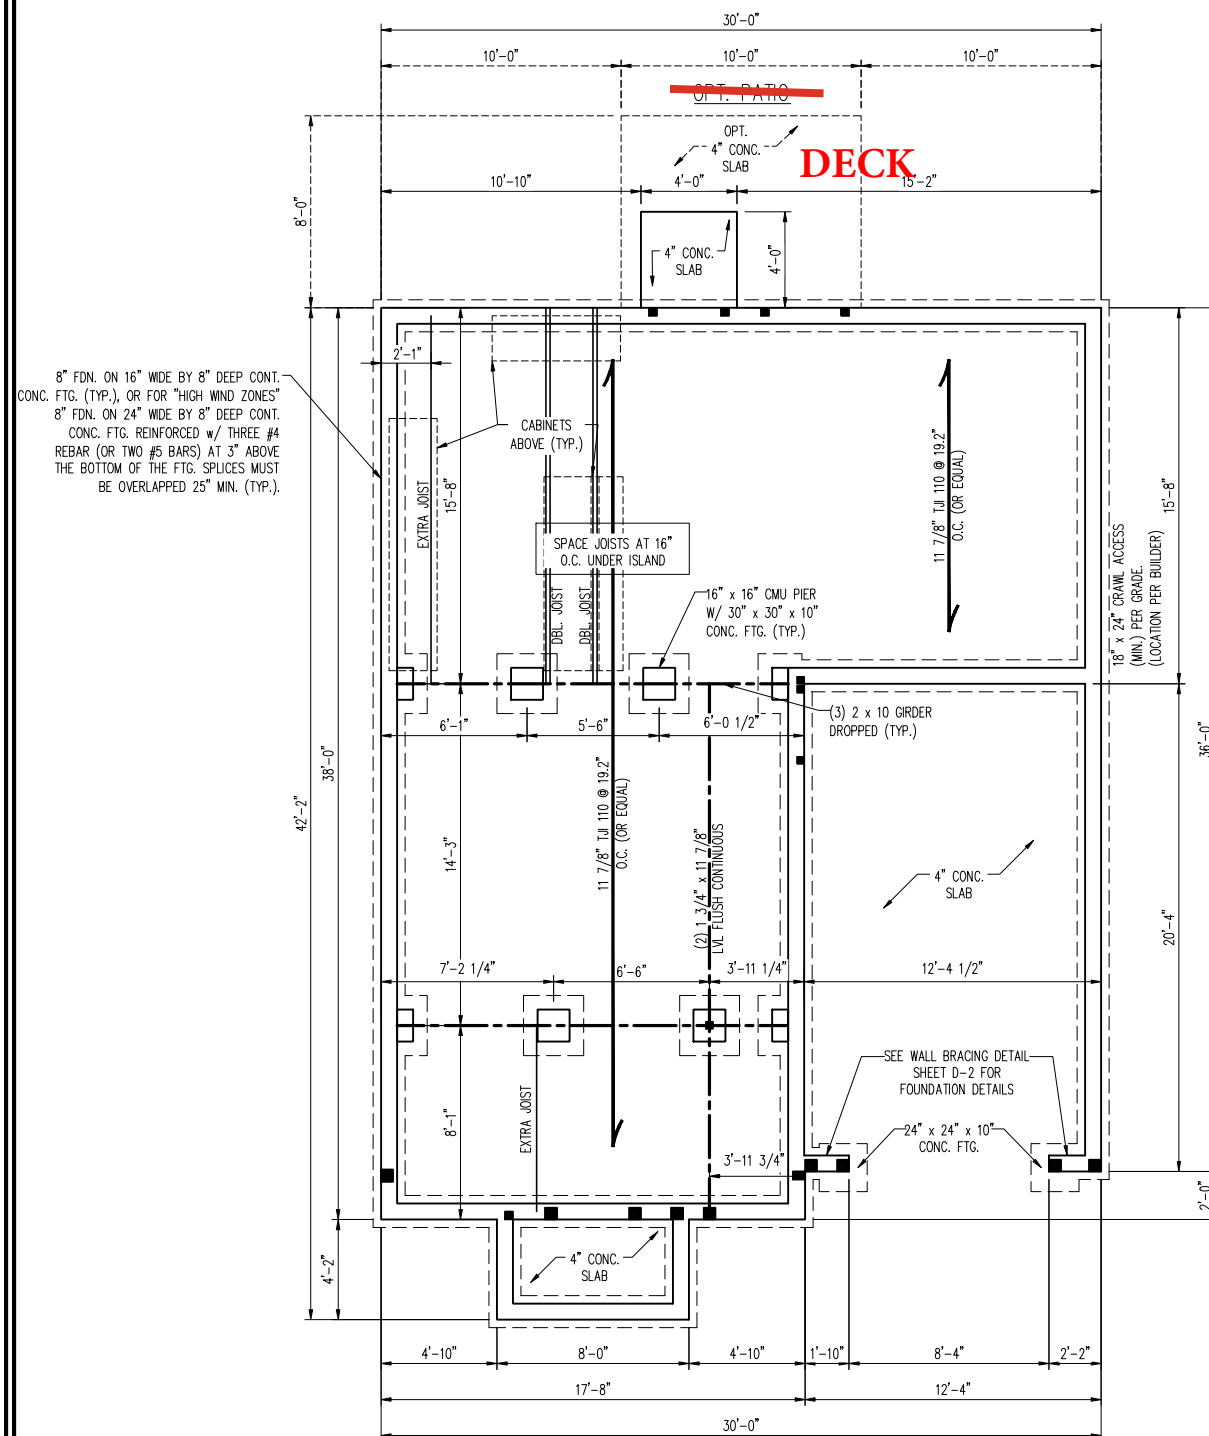 30'-0"
10'-0"
10'-0"
10'-0"
OPT. PATIO
OPT.
4" CONC.
SLAB
DECK
10'-10"
4'-0"
15'-2"
8'-0"
4" CONC.
SLAB
4'-0"
2'-1"
8" FDN. ON 16" WIDE BY 8" DEEP CONT.
CONC. FTG. (TYP.), OR FOR "HIGH WIND ZONES"
8" FDN. ON 24" WIDE BY 8" DEEP CONT.
CONC. FTG. REINFORCED w/ THREE #4
REBAR (OR TWO #5 BARS) AT 3" ABOVE
THE BOTTOM OF THE FTG. SPLICES MUST
BE OVERLAPPED 25" MIN. (TYP.).
CABINETS
ABOVE (TYP.)
EXTRA JOIST
15'-8"
SPACE JOISTS AT 16"
O.C. UNDER ISLAND
DBL. JOIST
DBL. JOIST
11 7/8" TJI 110 @ 19.2"
O.C. (OR EQUAL)
15'-8"
18" x 24" CRAWL ACCESS
(MIN.) PER GRADE.
(LOCATION PER BUILDER)
16" x 16" CMU PIER
W/ 30" x 30" x 10"
CONC. FTG. (TYP.)
(3) 2 x 10 GIRDER
DROPPED (TYP.)
6'-1"
5'-6"
6'-0 1/2"
38'-0"
42'-2"
36'-0"
11 7/8" TJI 110 @ 19.2"
O.C. (OR EQUAL)
14'-3"
(2) 1 3/4" x 11 7/8"
LVL FLUSH CONTINUOUS
4" CONC.
SLAB
20'-4"
7'-2 1/4"
6'-6"
3'-11 1/4"
12'-4 1/2"
SEE WALL BRACING DETAIL
SHEET D-2 FOR
FOUNDATION DETAILS
EXTRA JOIST
8'-1"
24" x 24" x 10"
CONC. FTG.
3'-11 3/4"
2'-0"
4'-2"
4" CONC.
SLAB
4'-10"
8'-0"
4'-10"
1'-10"
8'-4"
2'-2"
17'-8"
12'-4"
30'-0"